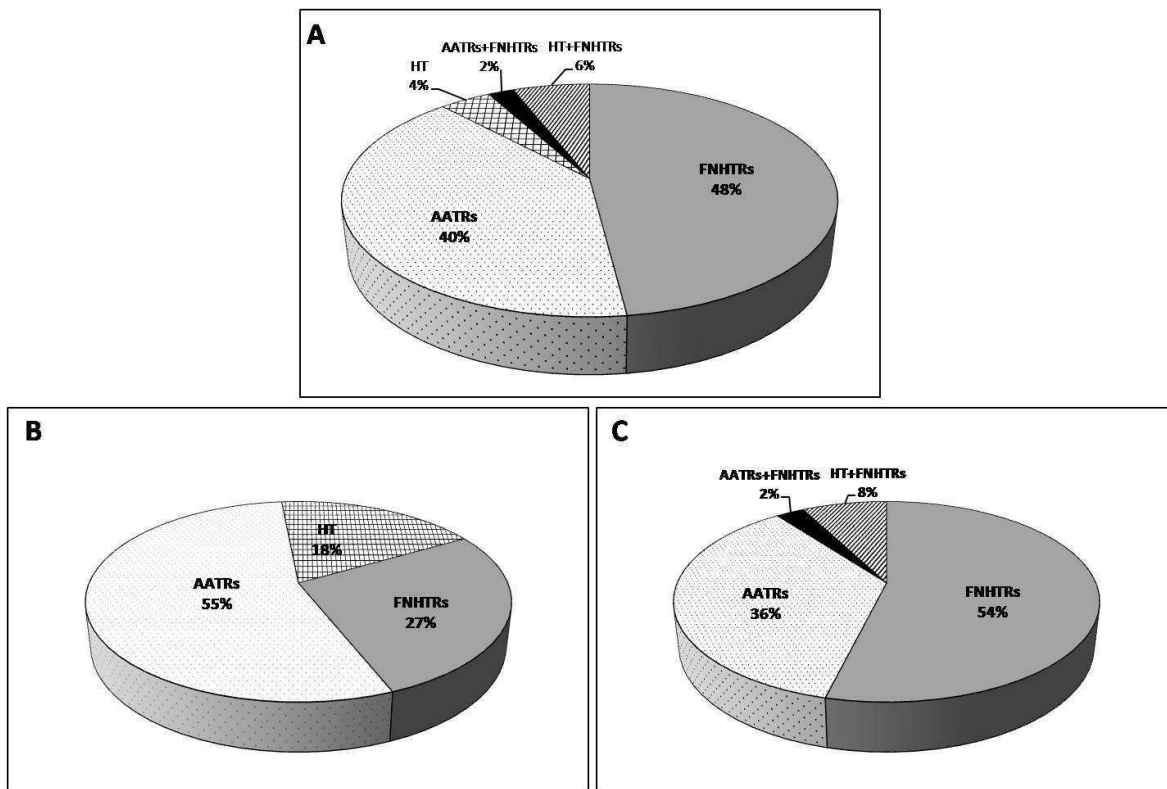 A
AATRs+FNHTRs
2%
HT+FNHTRs
6%
HT
4%
FNHTRs
48%
AATRs
40%
B
HT
18%
AATRs
55%
FNHTRs
27%
C
AATRs+FNHTRs
2%
HT+FNHTRs
8%
AATRs
36%
FNHTRs
54%